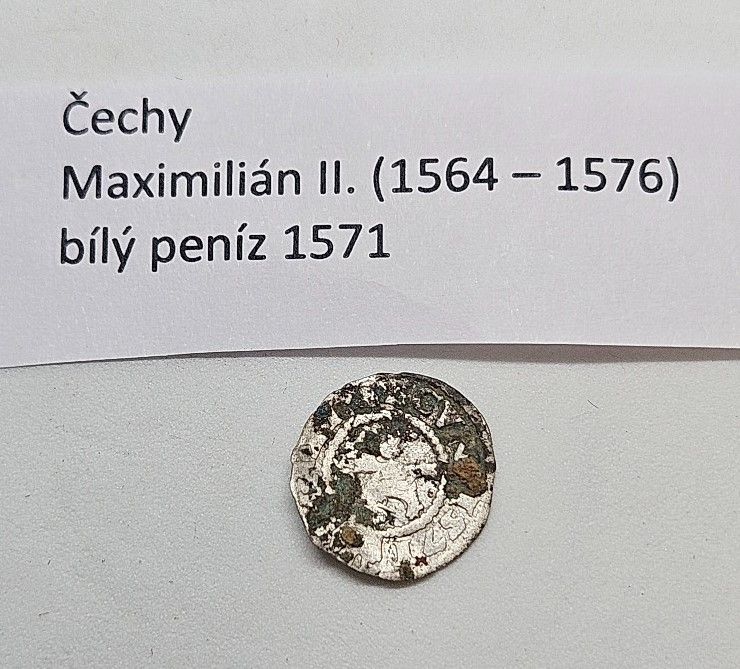 Čechy
Maximilián II. (1564 – 1576)
bílý peníz 1571